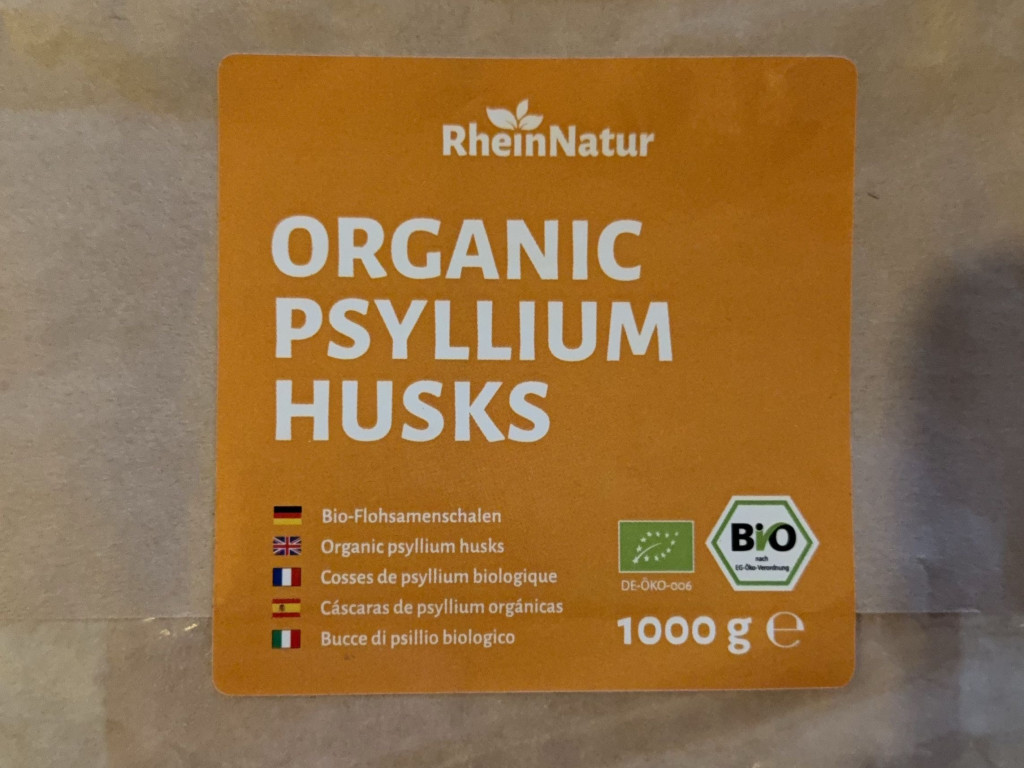 RheinNatur
ORGANIC
PSYLLIUM
HUSKS
Bio-Flohsamenschalen
Organic psyllium husks
Cosses de psyllium biologique
Cáscaras de psyllium orgánicas
Bucce di psillio biologico
DE-ÖKO-006
Bio
nach
EG-Öko-Verordnung
1000 g ℮